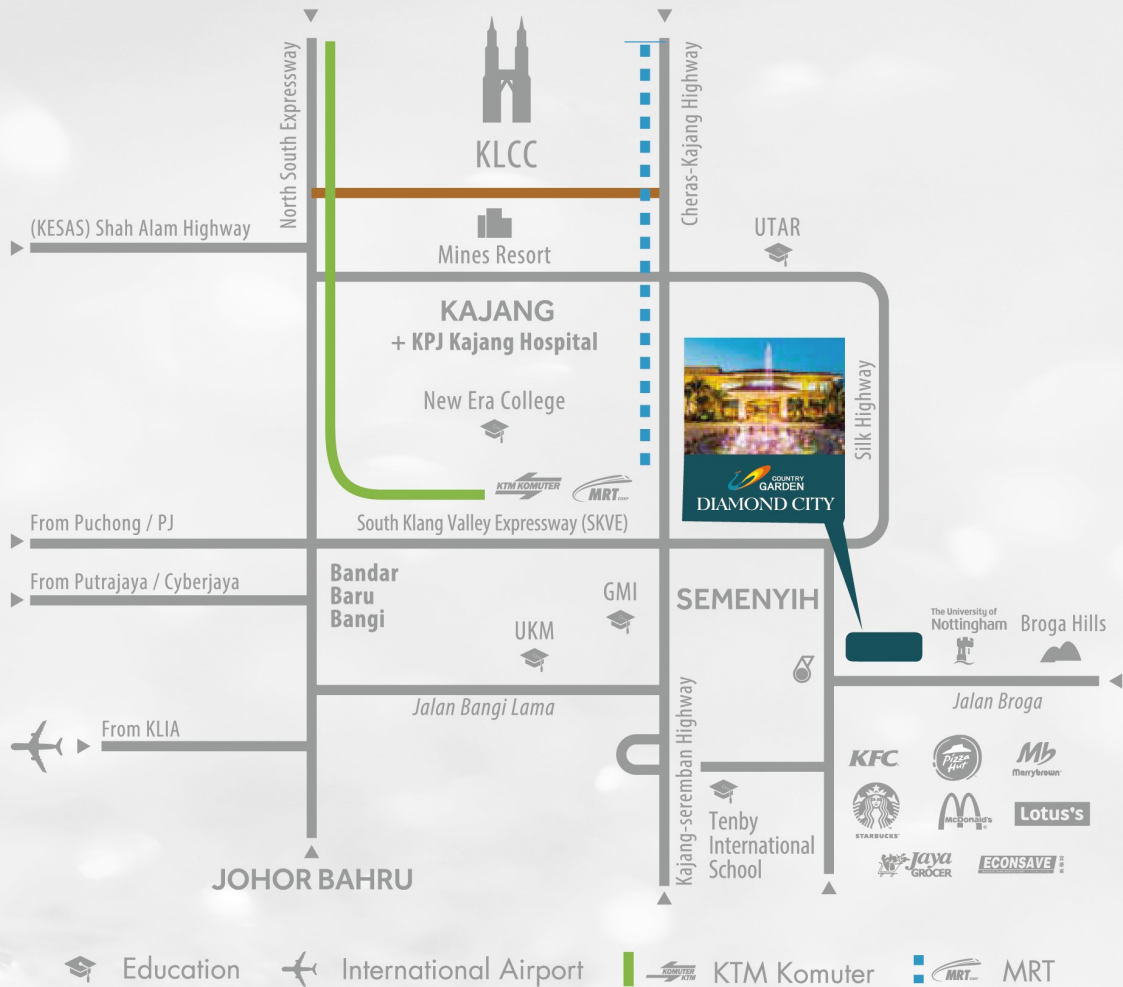 North South Expressway
KLCC
Cheras-Kajang Highway
(KESAS) Shah Alam Highway
Mines Resort
UTAR
KAJANG
+ KPJ Kajang Hospital
New Era College
Silk Highway
COUNTRY
GARDEN
DIAMOND CITY
KTM KOMUTER
MRT CORP
From Puchong / PJ
South Klang Valley Expressway (SKVE)
From Putrajaya / Cyberjaya
Bandar
Baru
Bangi
GMI
SEMENYIH
UKM
The University of
Nottingham
Broga Hills
Jalan Bangi Lama
Jalan Broga
From KLIA
Kajang-seremban Highway
KFC
Pizza
Hut
Mb
Marrybrown
STARBUCKS
McDonald's
Lotus's
Tenby
International
School
Jaya
GROCER
ECONSAVE
JOHOR BAHRU
Education
International Airport
KOMUTER
KTM
KTM Komuter
MRT CORP
MRT